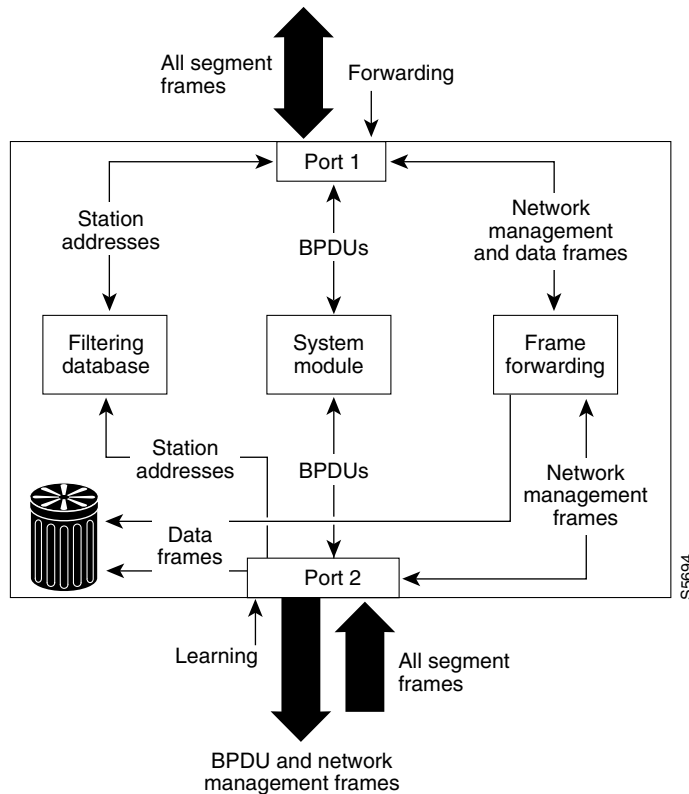 All segment
frames
Forwarding
Port 1
Station
addresses
BPDUs
Network
management
and data frames
Filtering
database
System
module
Frame
forwarding
Station
addresses
BPDUs
Network
management
frames
Data
frames
Port 2
S5694
Learning
All segment
frames
BPDU and network
management frames